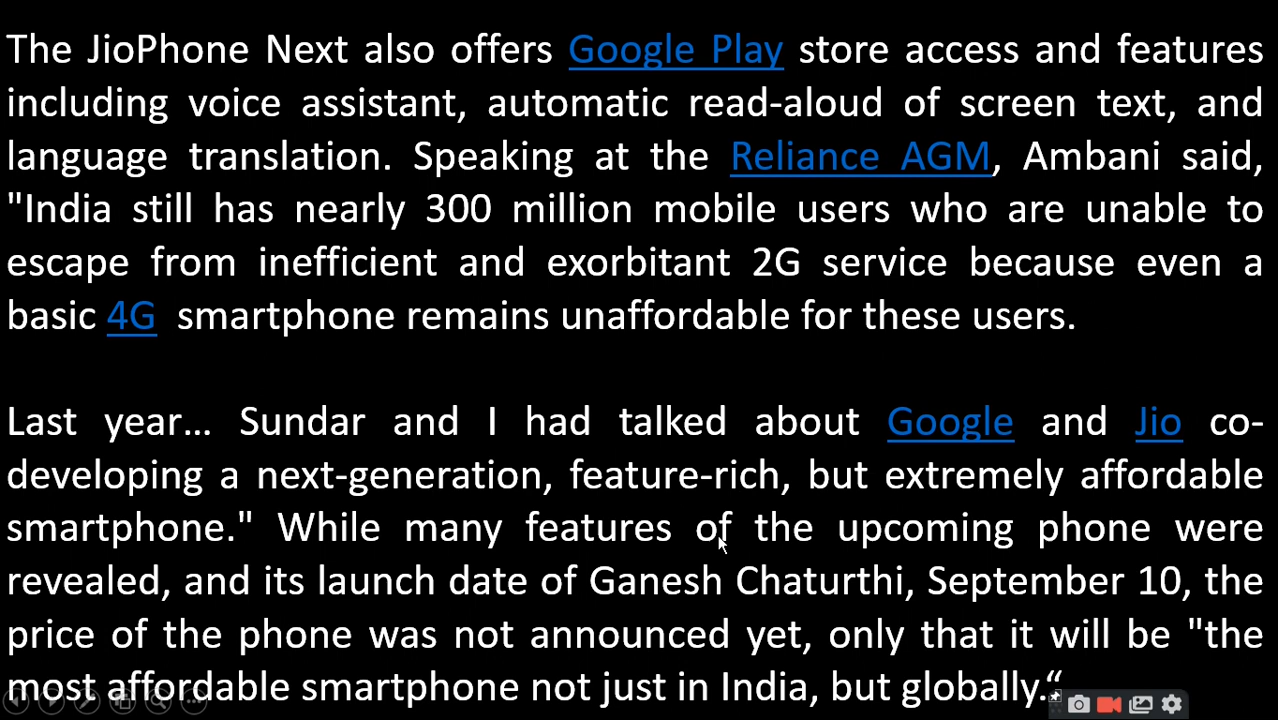 The JioPhone Next also offers Google Play store access and features
including voice assistant, automatic read-aloud of screen text, and
language translation. Speaking at the Reliance AGM, Ambani said,
"India still has nearly 300 million mobile users who are unable to
escape from inefficient and exorbitant 2G service because even a
basic 4G  smartphone remains unaffordable for these users.
Last year… Sundar and I had talked about Google and Jio co-
developing a next-generation, feature-rich, but extremely affordable
smartphone." While many features of the upcoming phone were
revealed, and its launch date of Ganesh Chaturthi, September 10, the
price of the phone was not announced yet, only that it will be "the
most affordable smartphone not just in India, but globally.“